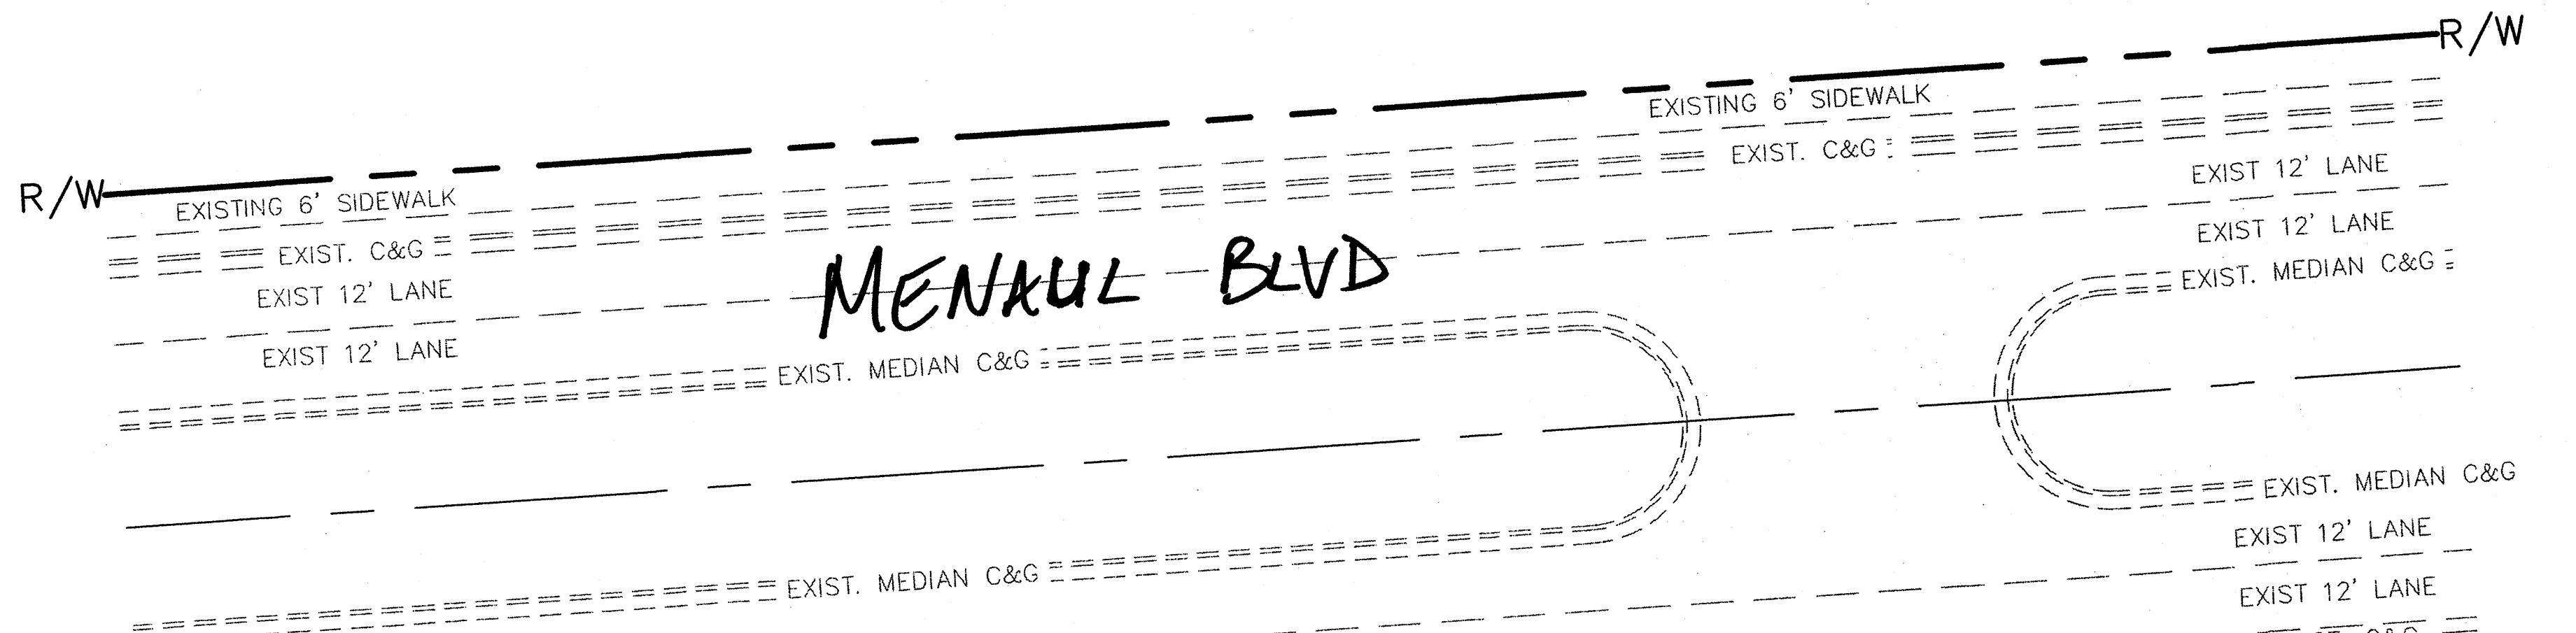 R/W
EXISTING 6' SIDEWALK
EXIST. C&G
EXIST 12' LANE
R/W
EXISTING 6' SIDEWALK
EXIST. C&G
EXIST 12' LANE
EXIST 12' LANE
EXIST. MEDIAN C&G
MENAUL BLVD
EXIST 12' LANE
EXIST. MEDIAN C&G
EXIST. MEDIAN C&G
EXIST 12' LANE
EXIST. MEDIAN C&G
EXIST 12' LANE
C&G